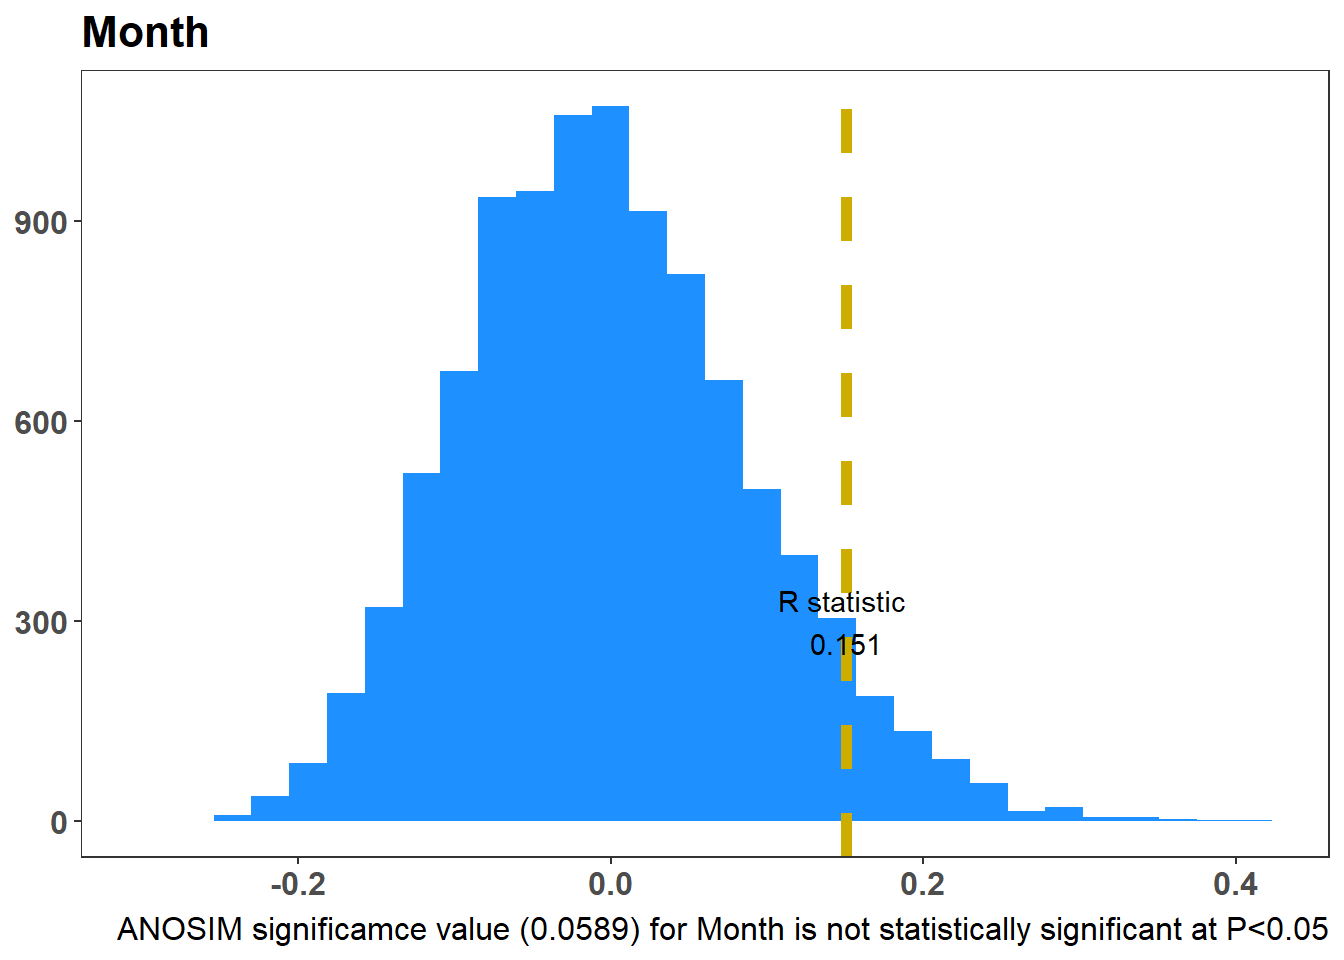 Month
900
600
300
0
R statistic
0.151
-0.2 0.0 0.2 0.4
ANOSIM significamce value (0.0589) for Month is not statistically significant at P<0.05